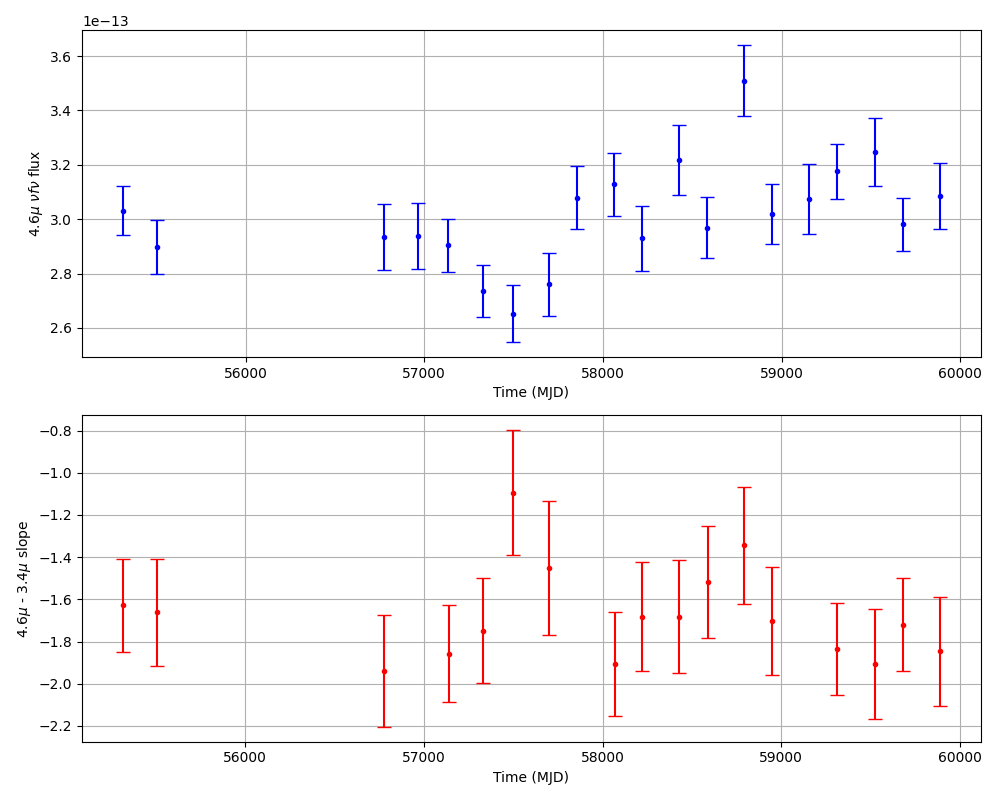 1e−13
3.6
3.4
3.2
3.0
2.8
2.6
4.6μ νfν flux
56000 57000 58000 59000 60000
Time (MJD)
−0.8
−1.0
−1.2
−1.4
−1.6
−1.8
−2.0
−2.2
4.6μ - 3.4μ slope
56000 57000 58000 59000 60000
Time (MJD)